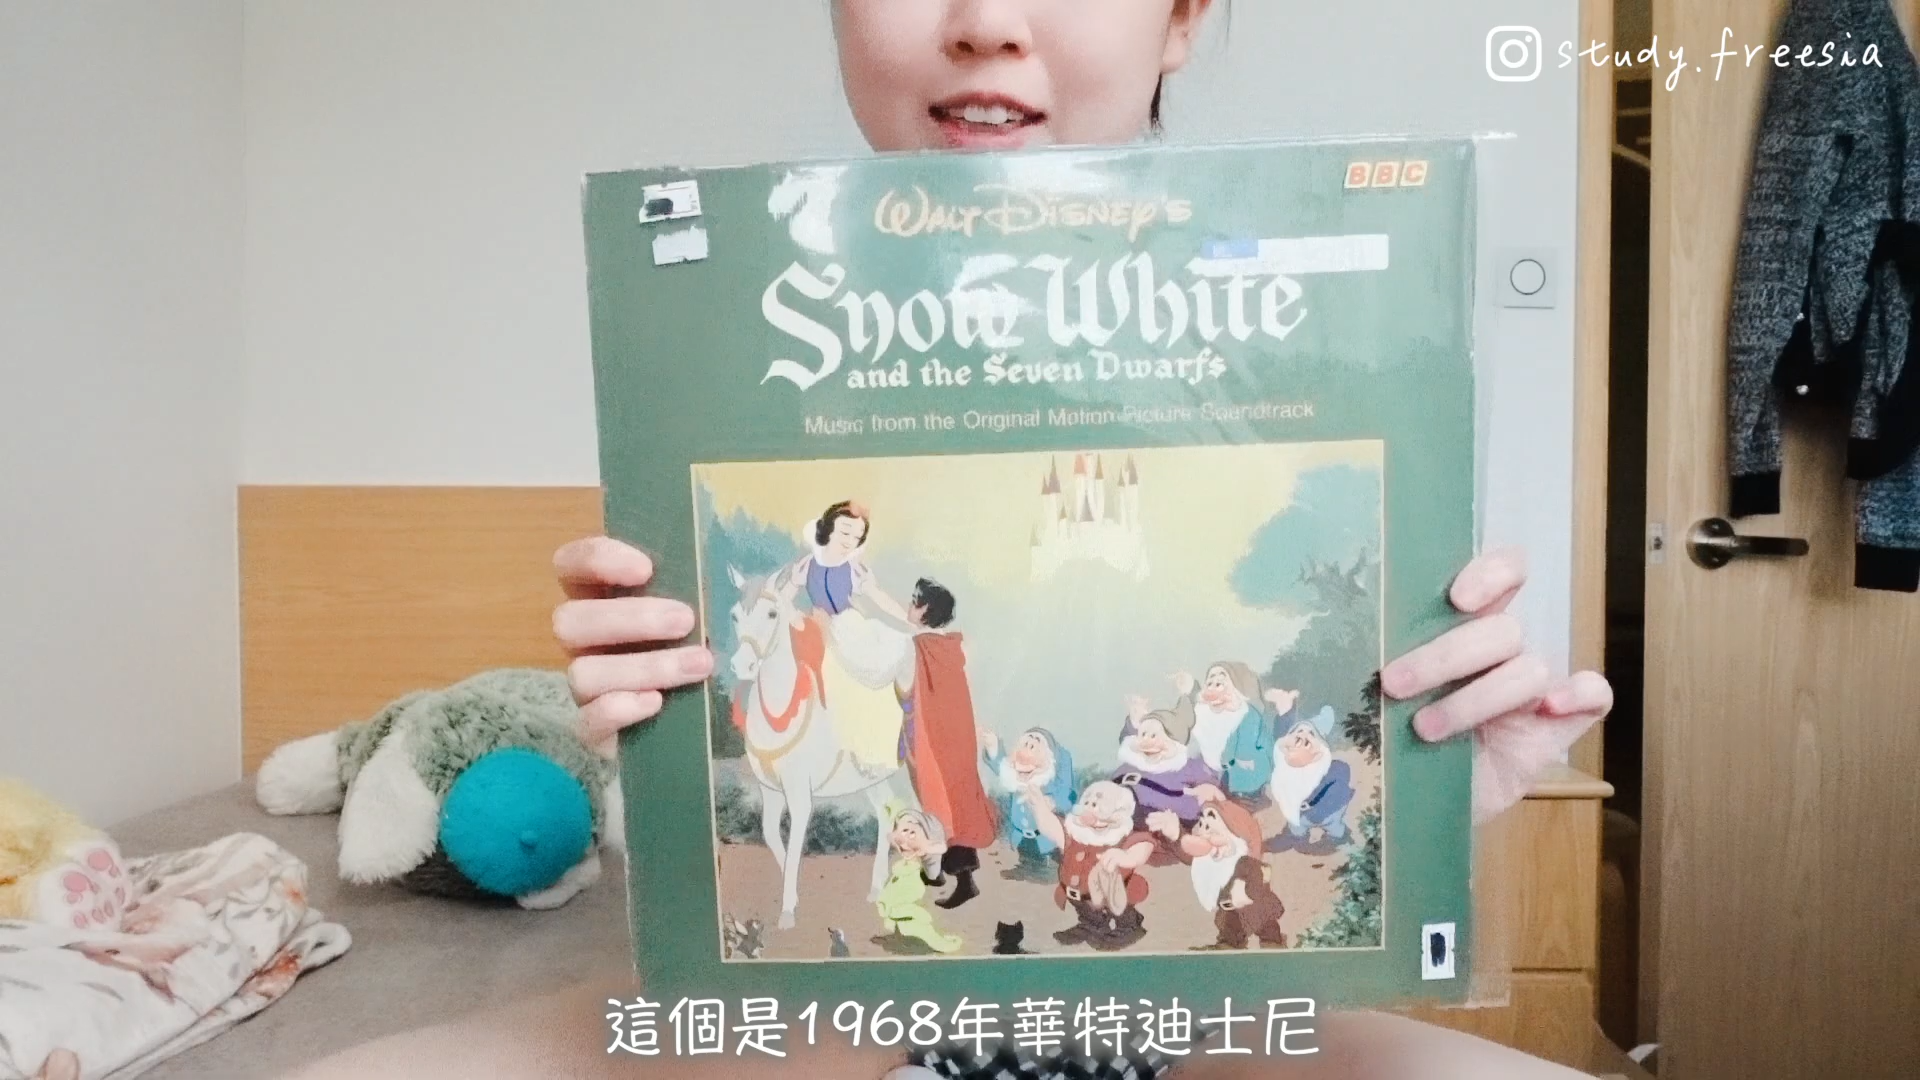 study.freesia
BBC
WALT DISNEY'S
Snow White
and the Seven Dwarfs
Music from the Original Motion Picture Soundtrack
這個是1968年華特迪士尼